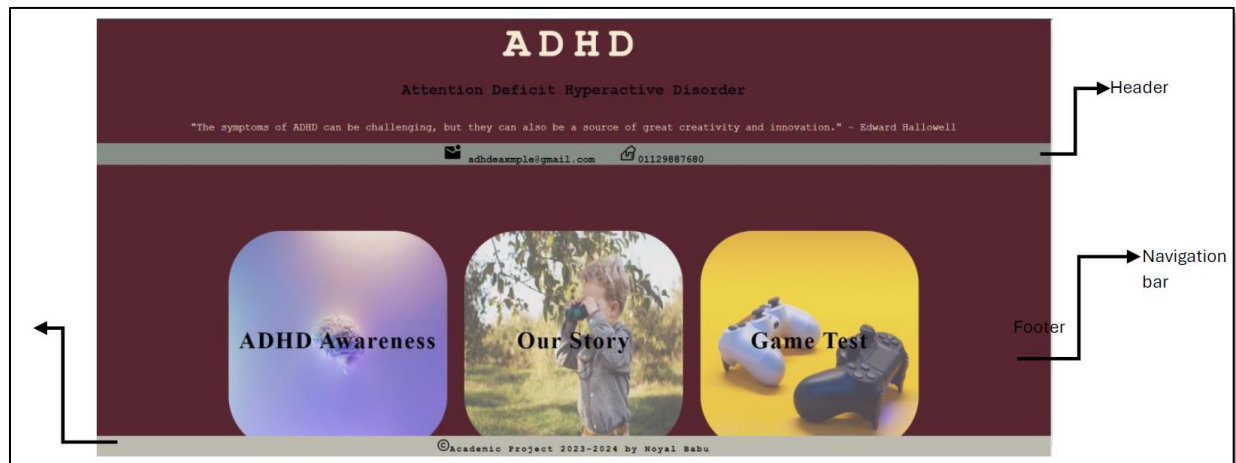 ADHD
Attention Deficit Hyperactive Disorder
"The symptoms of ADHD can be challenging, but they can also be a source of great creativity and innovation." - Edward Hallowell
adhdeaxmple@gmail.com 01129887680
Header
Navigation
bar
Footer
ADHD Awareness
Our Story
Game Test
©Academic Project 2023-2024 by Noyal Babu